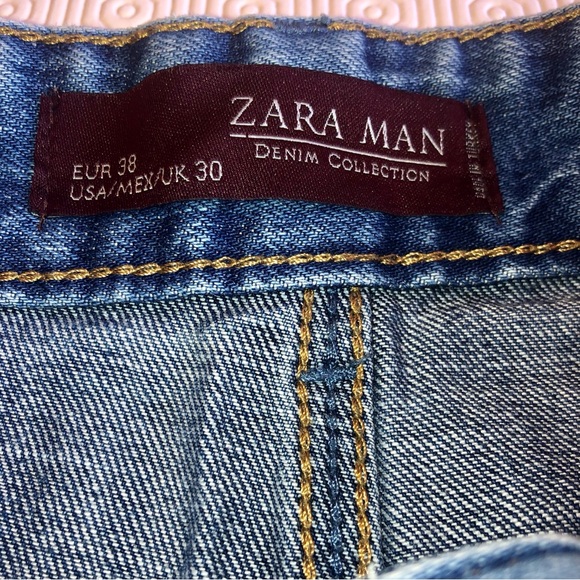 ZARA MAN
DENIM COLLECTION
EUR 38
USA/MEX/UK 30
MADE IN TURKEY